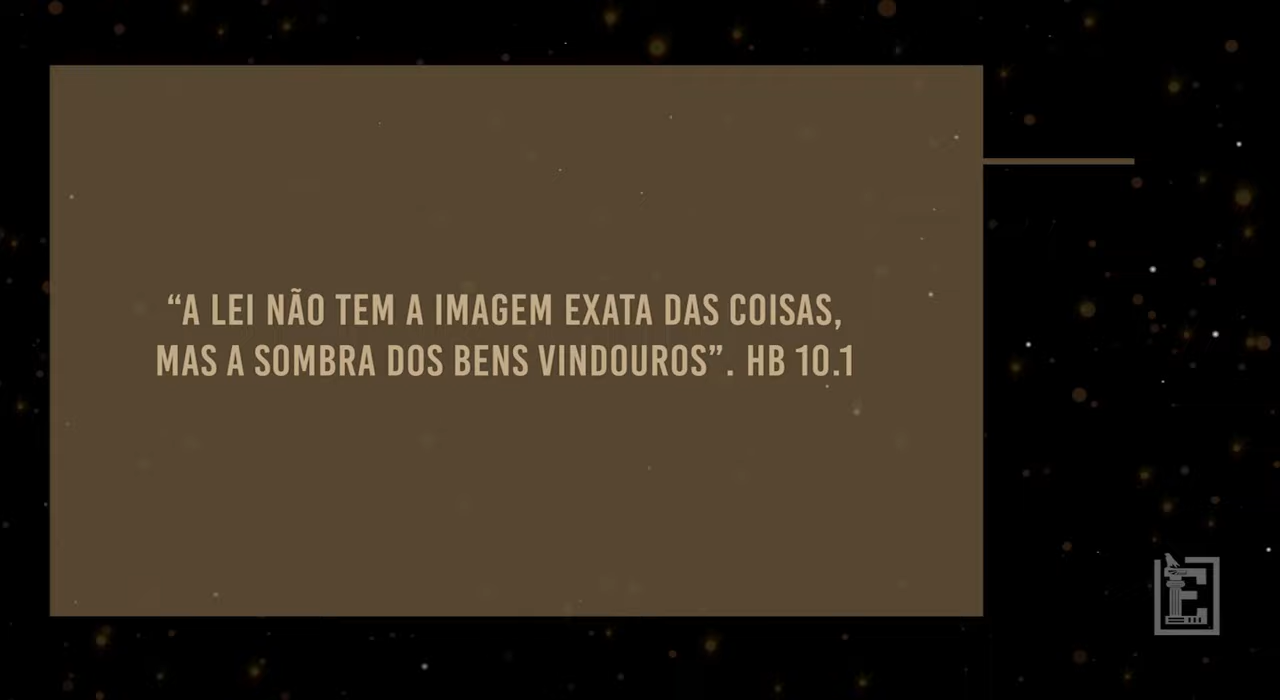 “A LEI NÃO TEM A IMAGEM EXATA DAS COISAS,
MAS A SOMBRA DOS BENS VINDOUROS”. HB 10.1
E